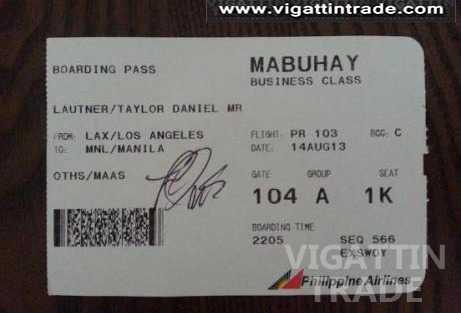 www.vigattintrade.com
BOARDING PASS
MABUHAY
BUSINESS CLASS
LAUTNER/TAYLOR DANIEL MR
FROM: LAX/LOS ANGELES
FLIGHT: PR 103
BCG: C
TO: MNL/MANILA
DATE: 14AUG13
OTHS/MAAS
GATE
GROUP
SEAT
104 A 1K
BOARDING TIME
2205
SEQ 566
EXSWOY
Philippine Airlines
VIGATTIN
TRADE